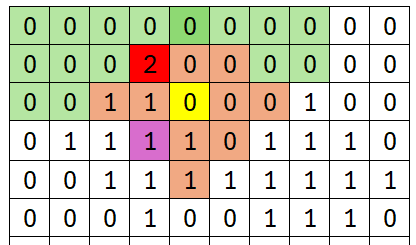 0 0 0 0 0 0 0 0 0 0
0 0 0 2 0 0 0 0 0 0
0 0 1 1 0 0 0 1 0 0
0 1 1 1 1 0 1 1 1 0
0 0 1 1 1 1 1 1 1 1
0 0 0 1 0 0 1 1 1 0